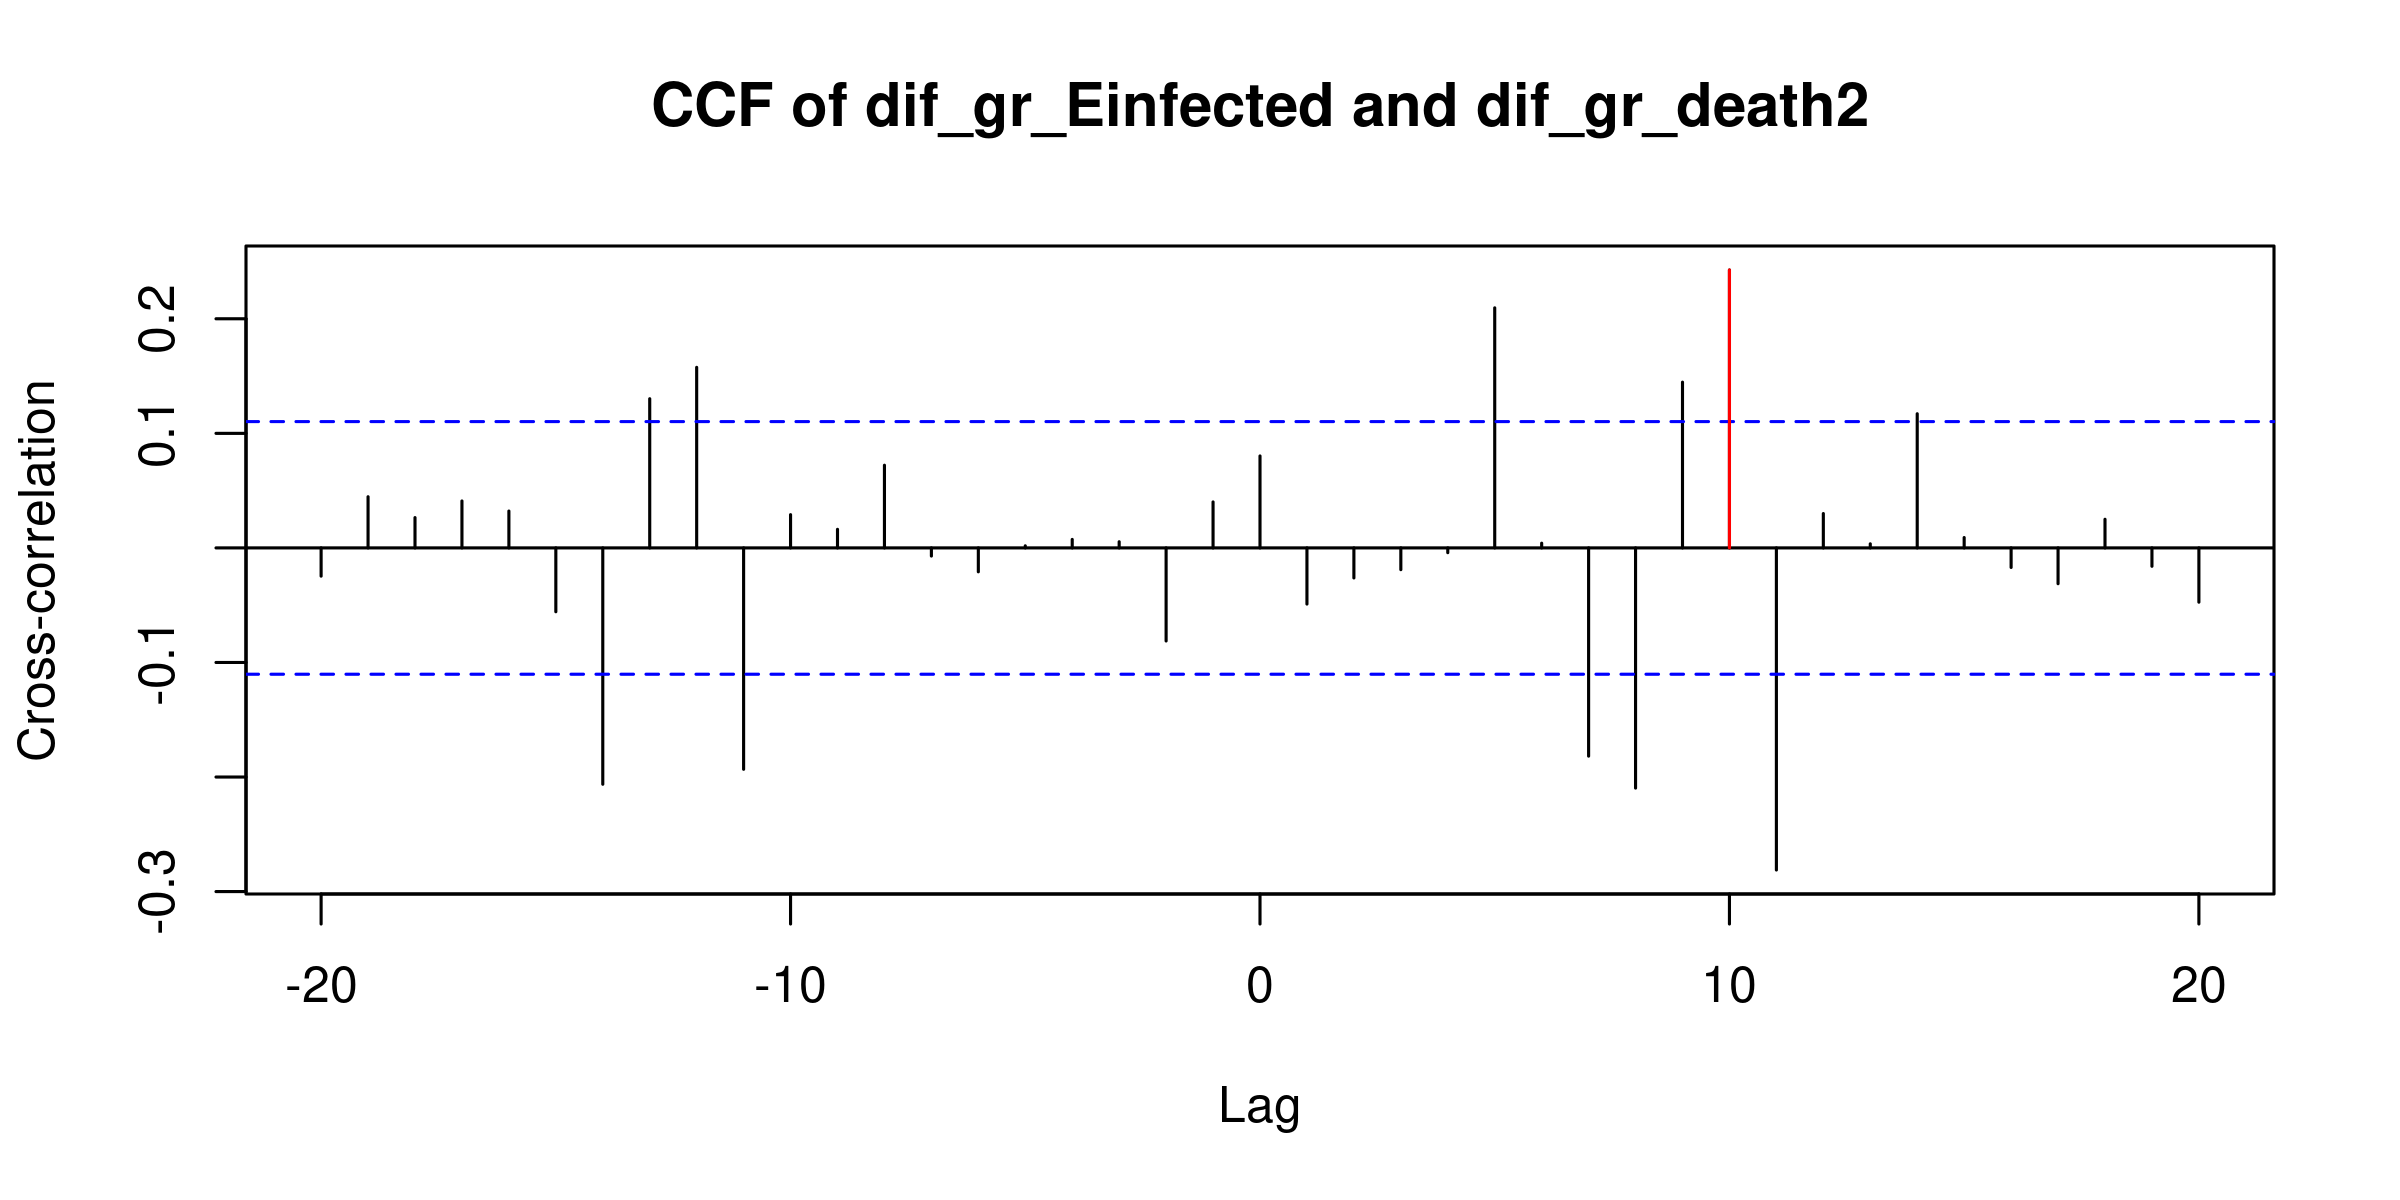 CCF of dif_gr_Einfected and dif_gr_death2
Cross-correlation
0.2
0.1
-0.1
-0.3
-20 -10 0 10 20
Lag